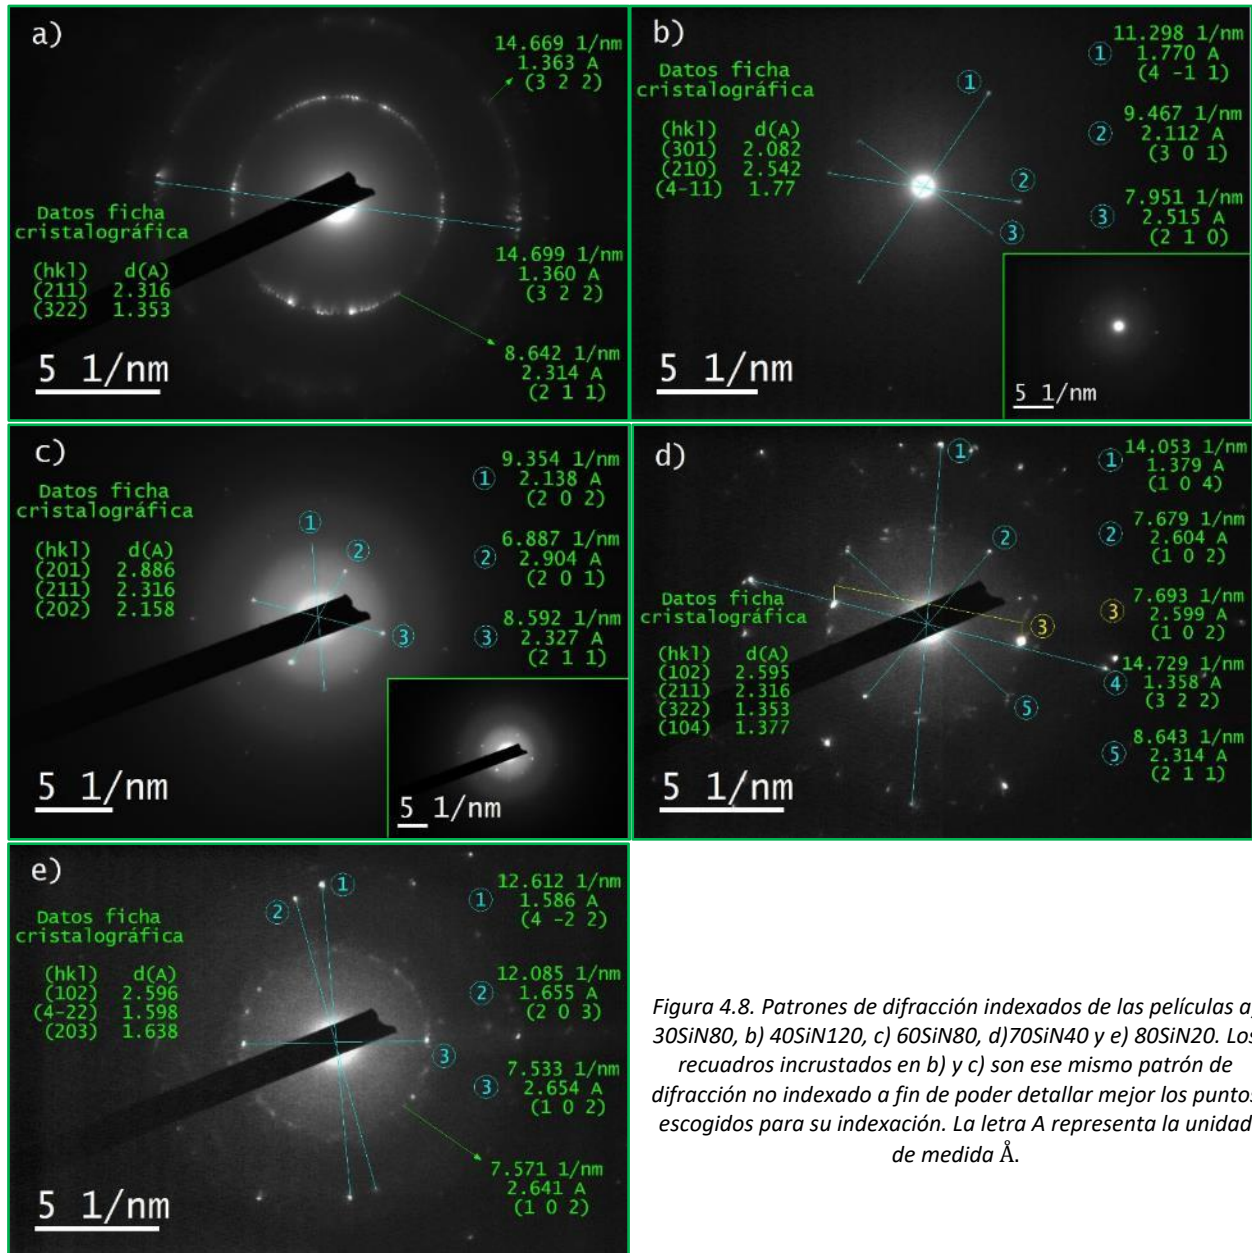 a)
14.669 1/nm
1.363 A
(3 2 2)
Datos ficha
cristalográfica
(hkl) d(A)
(211) 2.316
(322) 1.353
14.699 1/nm
1.360 A
(3 2 2)
8.642 1/nm
2.314 A
(2 1 1)
5 1/nm
b)
Datos ficha
cristalográfica
(hkl) d(A)
(301) 2.082
(210) 2.542
(4-11) 1.77
1
2
3
1
11.298 1/nm
1.770 A
(4 -1 1)
2
9.467 1/nm
2.112 A
(3 0 1)
3
7.951 1/nm
2.515 A
(2 1 0)
5 1/nm
5 1/nm
c)
Datos ficha
cristalográfica
(hkl) d(A)
(201) 2.886
(211) 2.316
(202) 2.158
1
2
3
1
9.354 1/nm
2.138 A
(2 0 2)
2
6.887 1/nm
2.904 A
(2 0 1)
3
8.592 1/nm
2.327 A
(2 1 1)
5 1/nm
5 1/nm
d)
Datos ficha
cristalográfica
(hkl) d(A)
(102) 2.595
(211) 2.316
(322) 1.353
(104) 1.377
1
2
3
5
1
14.053 1/nm
1.379 A
(1 0 4)
2
7.679 1/nm
2.604 A
(1 0 2)
3
7.693 1/nm
2.599 A
(1 0 2)
4
14.729 1/nm
1.358 A
(3 2 2)
5
8.643 1/nm
2.314 A
(2 1 1)
5 1/nm
e)
Datos ficha
cristalográfica
(hkl) d(A)
(102) 2.596
(4-22) 1.598
(203) 1.638
1
2
3
1
12.612 1/nm
1.586 A
(4 -2 2)
2
12.085 1/nm
1.655 A
(2 0 3)
3
7.533 1/nm
2.654 A
(1 0 2)
7.571 1/nm
2.641 A
(1 0 2)
5 1/nm
Figura 4.8. Patrones de difracción indexados de las películas a)
30SiN80, b) 40SiN120, c) 60SiN80, d)70SiN40 y e) 80SiN20. Los
recuadros incrustados en b) y c) son ese mismo patrón de
difracción no indexado a fin de poder detallar mejor los puntos
escogidos para su indexación. La letra A representa la unidad
de medida Å.